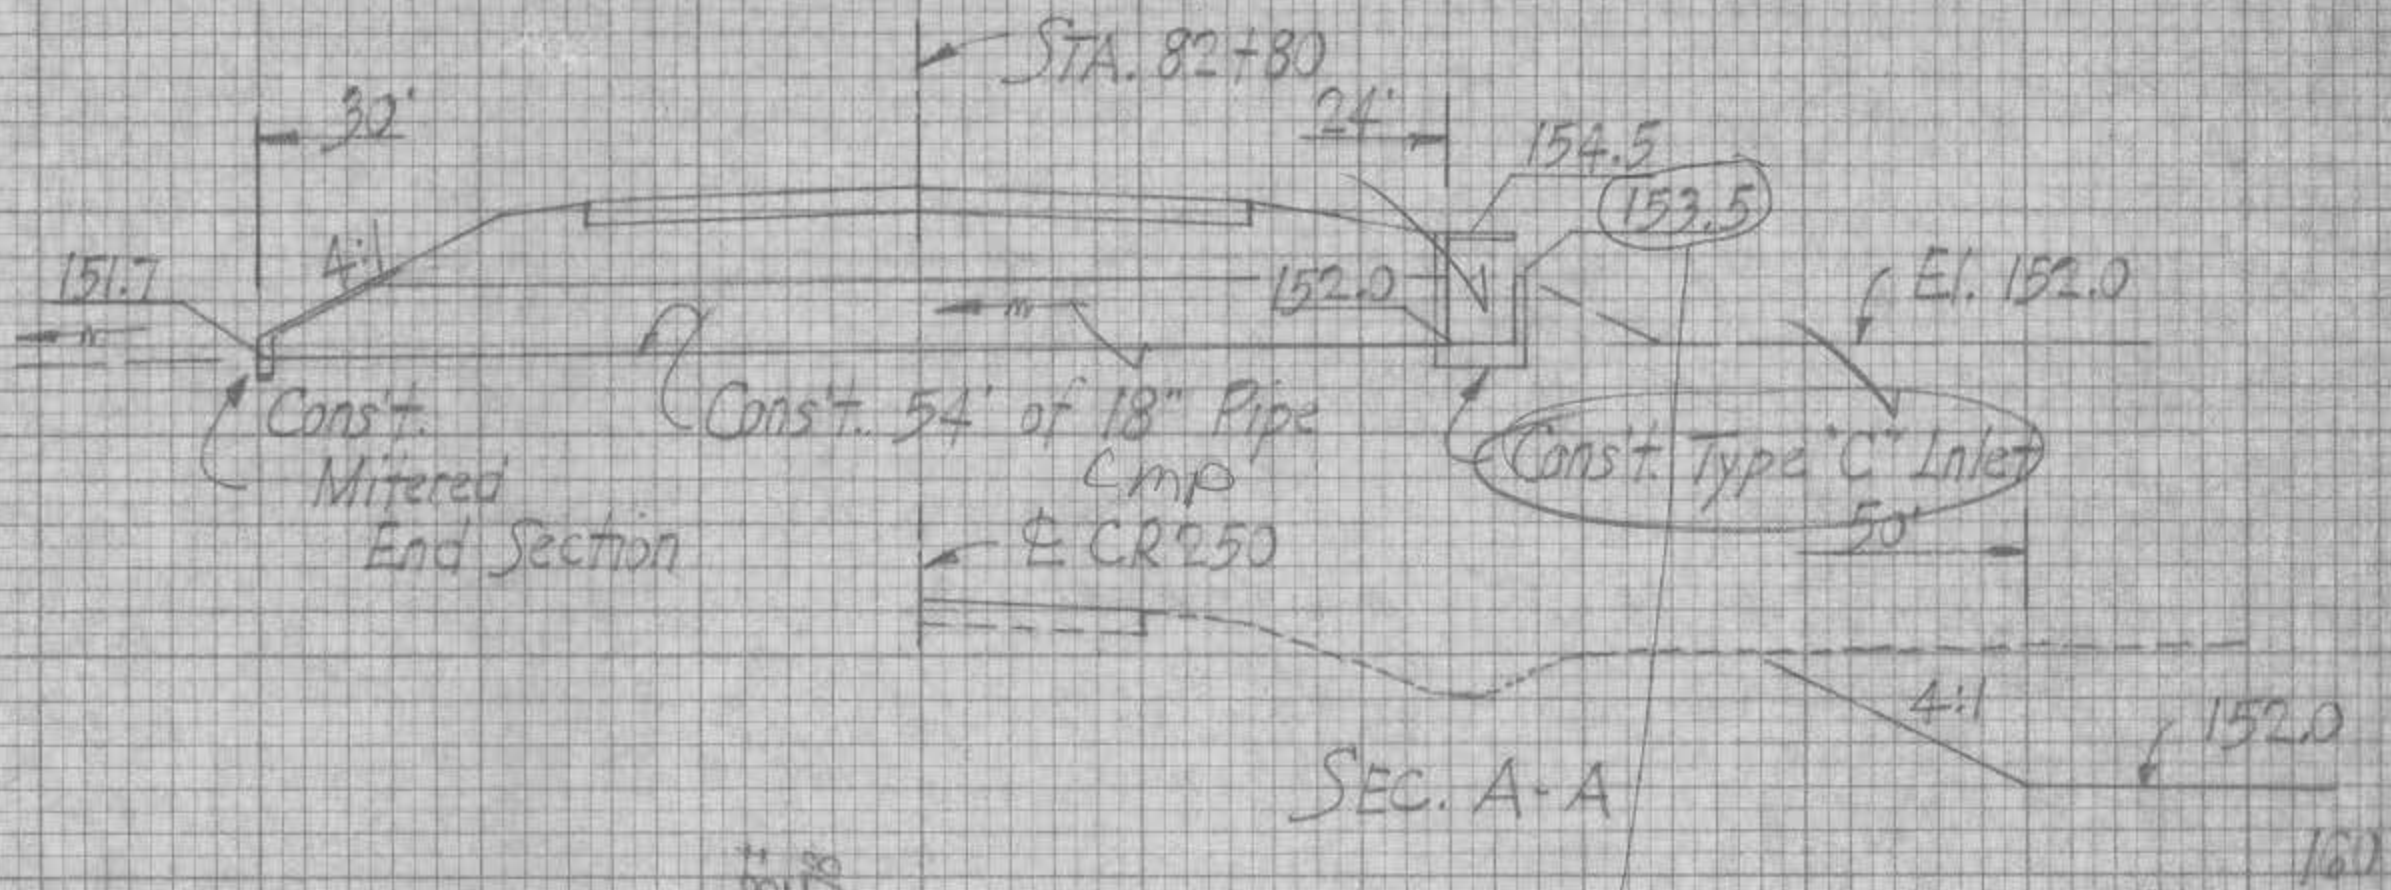 STA. 82+80
30'
24'
154.5
153.5
4:1
151.7
152.0
El. 152.0
Cons't.
Mitered
End Section
Cons't. 54' of 18" Pipe
Cmp
Cons't. Type "C" Inlet
50'
℄ CR 250
4:1
152.0
SEC. A-A
160